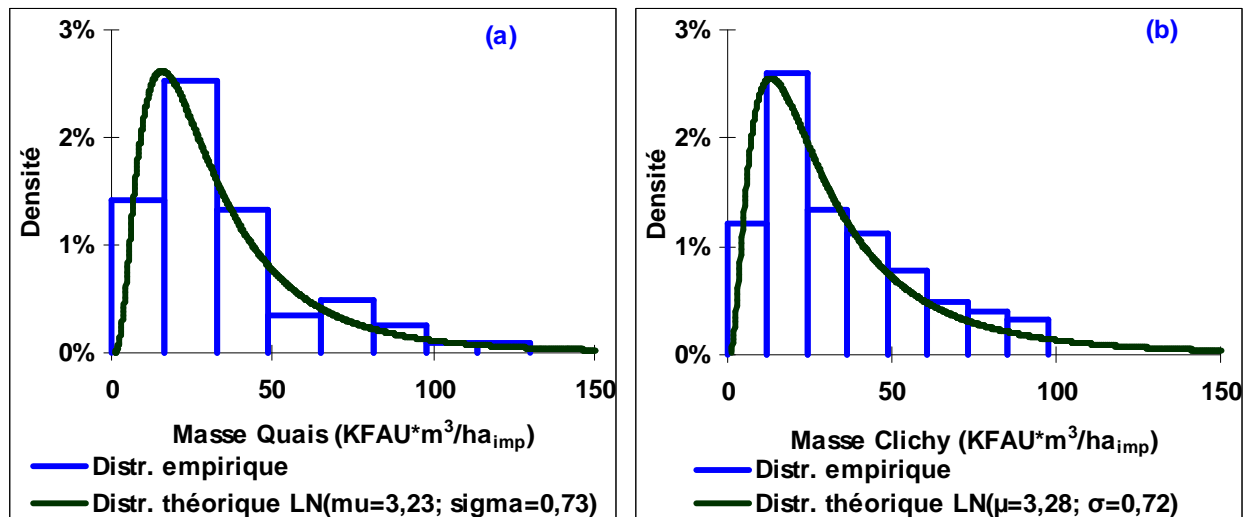 (a)
3%
2%
1%
0%
Densité
0 50 100 150
Masse Quais (KFAU*m³/ha_imp)
Distr. empirique
Distr. théorique LN(mu=3,23; sigma=0,73)
(b)
3%
2%
1%
0%
Densité
0 50 100 150
Masse Clichy (KFAU*m³/ha_imp)
Distr. empirique
Distr. théorique LN(µ=3,28; σ=0,72)